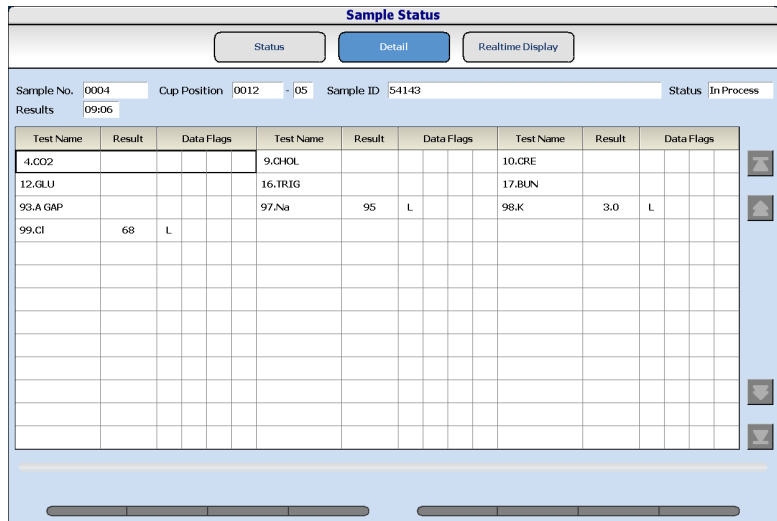 Sample Status
Status Detail Realtime Display
Sample No. 0004 Cup Position 0012 - 05 Sample ID 54143 Status In Process
Results 09:06
Test Name Result Data Flags Test Name Result Data Flags Test Name Result Data Flags
4.CO2 9.CHOL 10.CRE
12.GLU 16.TRIG 17.BUN
93.A GAP 97.Na 95 L 98.K 3.0 L
99.Cl 68 L